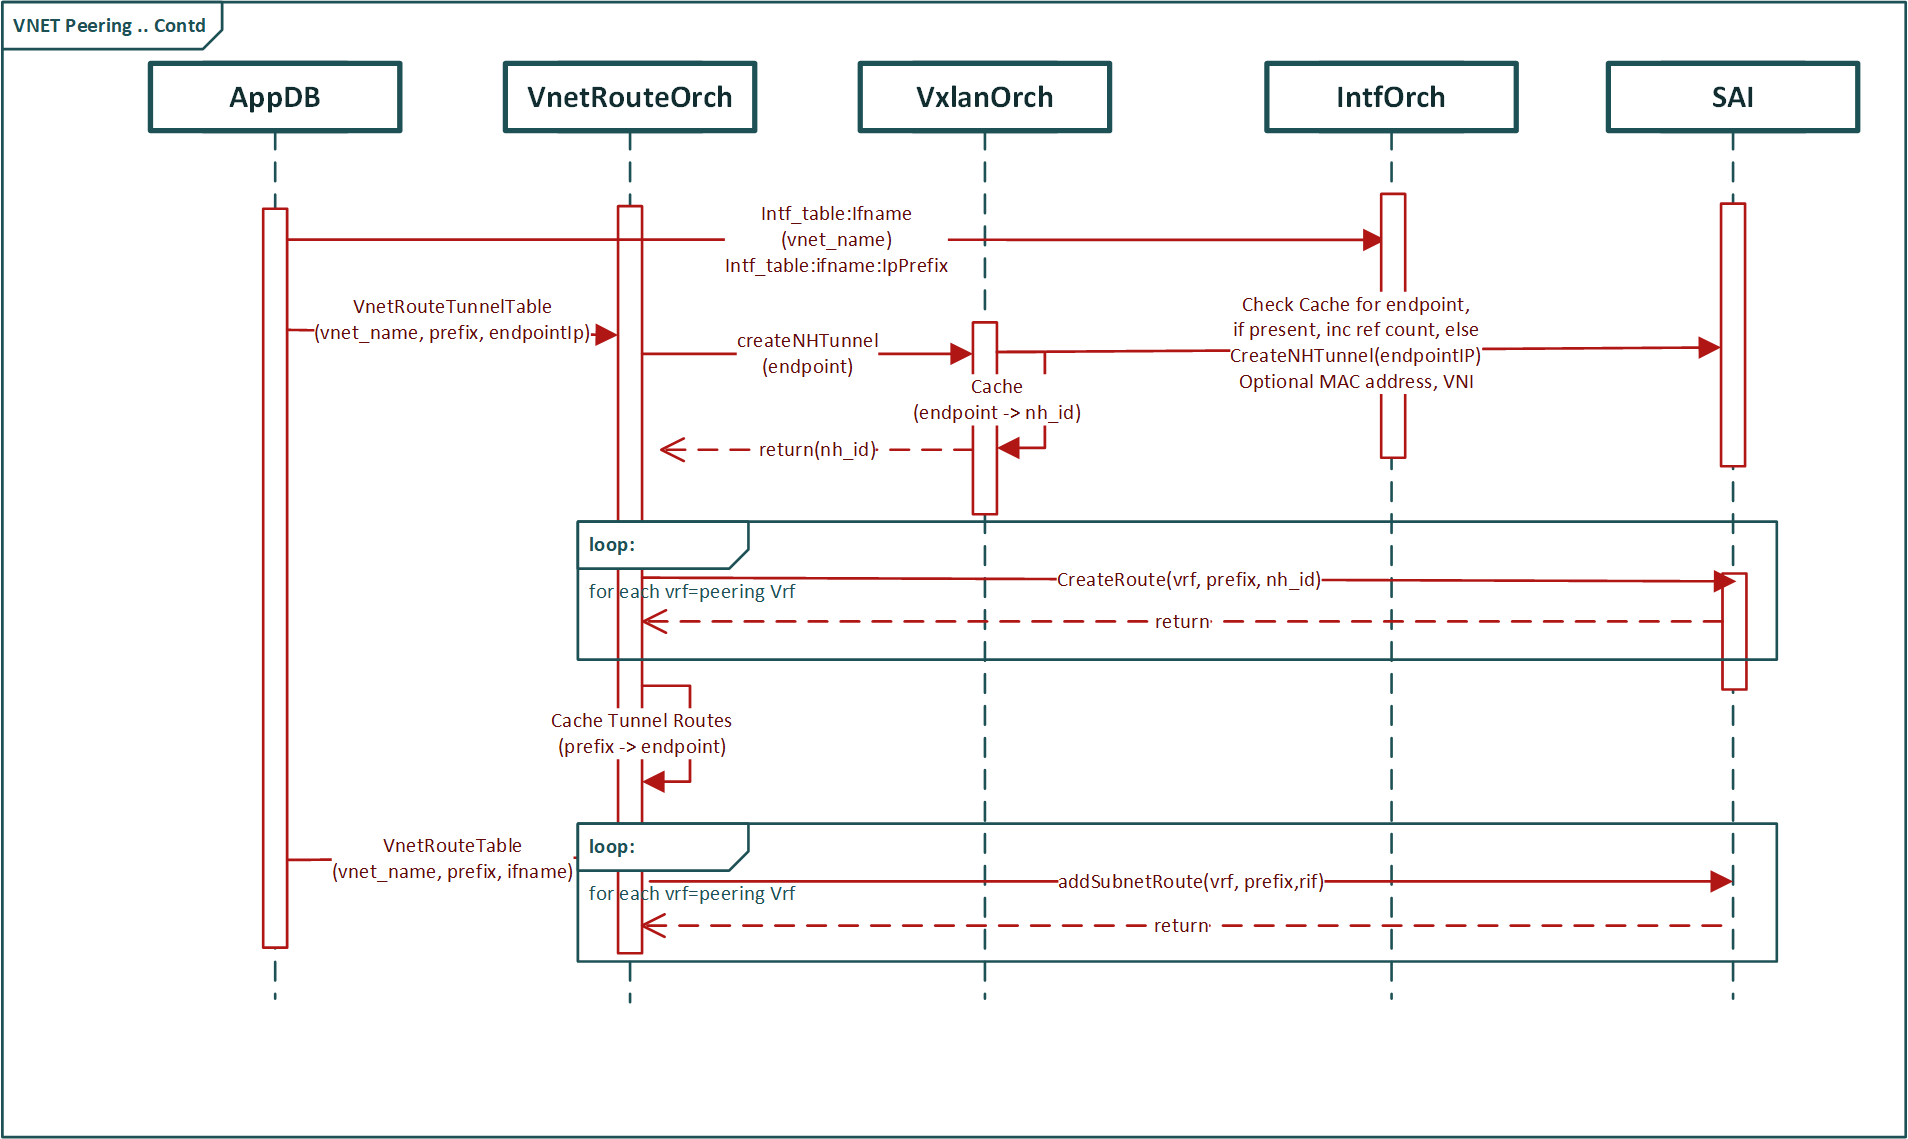 VNET Peering .. Contd
AppDB
VnetRouteOrch
VxlanOrch
IntfOrch
SAI
Intf_table:Ifname
(vnet_name)
Intf_table:ifname:IpPrefix
VnetRouteTunnelTable
(vnet_name, prefix, endpointIp)
createNHTunnel
(endpoint)
Check Cache for endpoint,
if present, inc ref count, else
CreateNHTunnel(endpointIP)
Optional MAC address, VNI
Cache
(endpoint -> nh_id)
return(nh_id)
loop:
for each vrf=peering Vrf
CreateRoute(vrf, prefix, nh_id)
return
Cache Tunnel Routes
(prefix -> endpoint)
VnetRouteTable
(vnet_name, prefix, ifname)
loop:
for each vrf=peering Vrf
addSubnetRoute(vrf, prefix,rif)
return